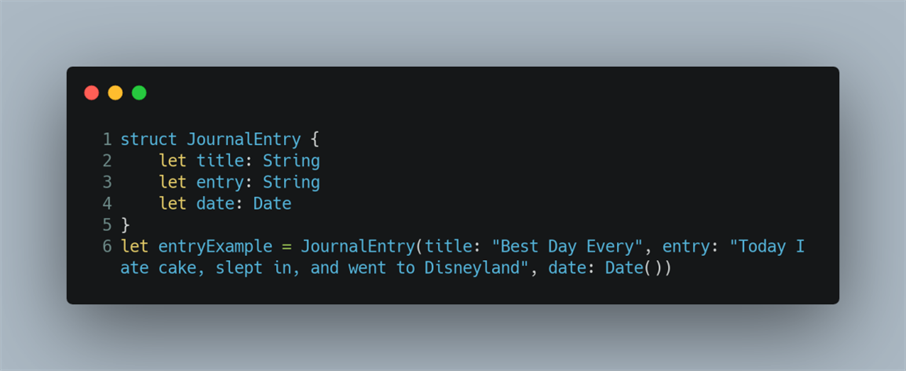 1 struct JournalEntry {
2     let title: String
3     let entry: String
4     let date: Date
5 }
6 let entryExample = JournalEntry(title: "Best Day Every", entry: "Today I
ate cake, slept in, and went to Disneyland", date: Date())